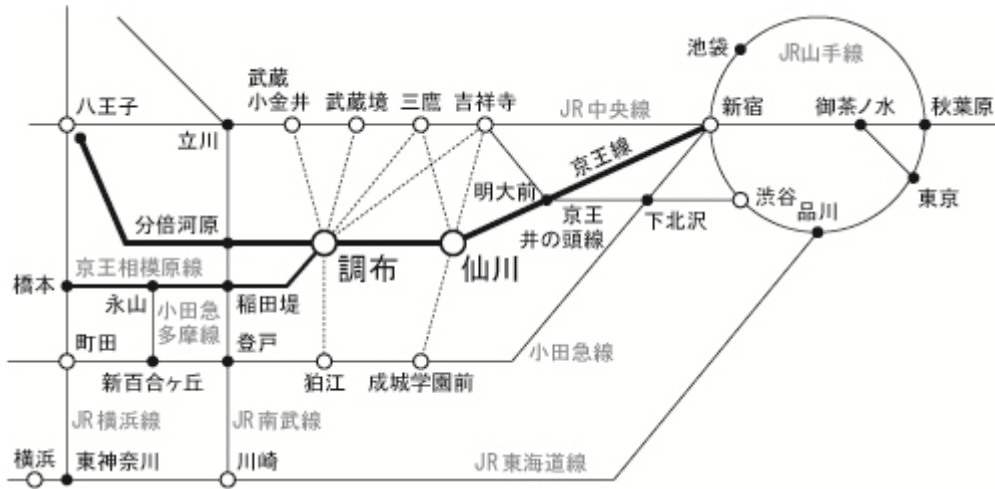 池袋
JR山手線
武蔵
小金井
武蔵境
三鷹
吉祥寺
八王子
JR中央線
新宿
御茶ノ水
秋葉原
立川
京王線
明大前
京王
井の頭線
下北沢
渋谷
品川
東京
分倍河原
調布
仙川
京王相模原線
橋本
永山
小田急
多摩線
稲田堤
町田
登戸
小田急線
新百合ヶ丘
狛江
成城学園前
JR横浜線
JR南武線
横浜
東神奈川
川崎
JR東海道線